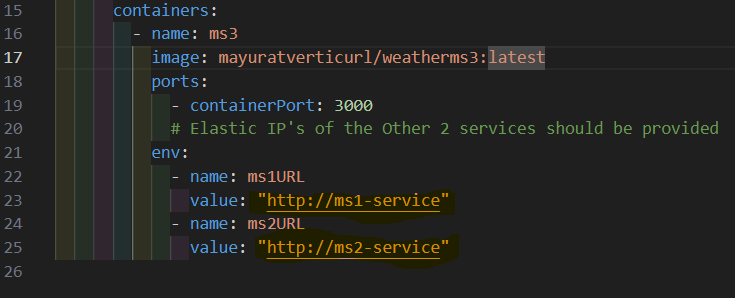 15 containers:
16 - name: ms3
17 image: mayuratverticurl/weatherms3:latest
18 ports:
19 - containerPort: 3000
20 # Elastic IP's of the Other 2 services should be provided
21 env:
22 - name: ms1URL
23 value: "http://ms1-service"
24 - name: ms2URL
25 value: "http://ms2-service"
26